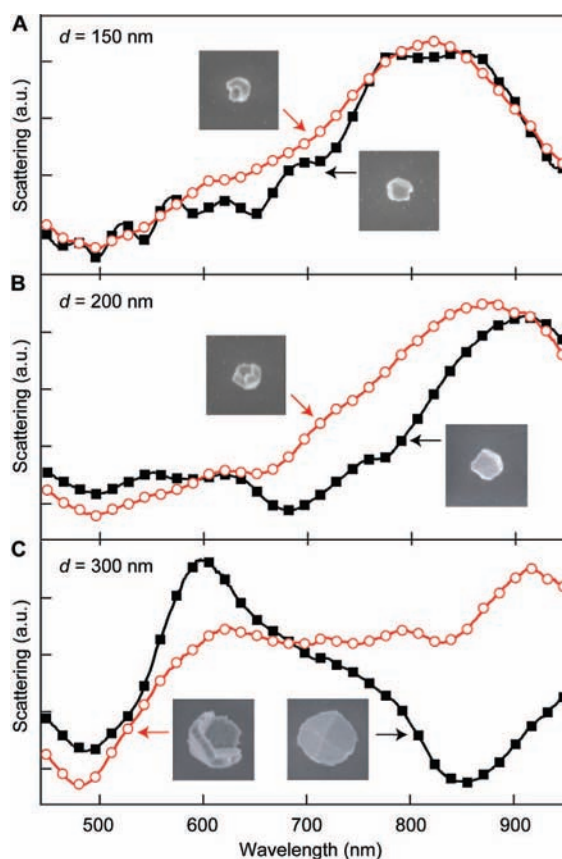 A
d = 150 nm
Scattering (a.u.)
B
d = 200 nm
Scattering (a.u.)
C
d = 300 nm
Scattering (a.u.)
500 600 700 800 900
Wavelength (nm)